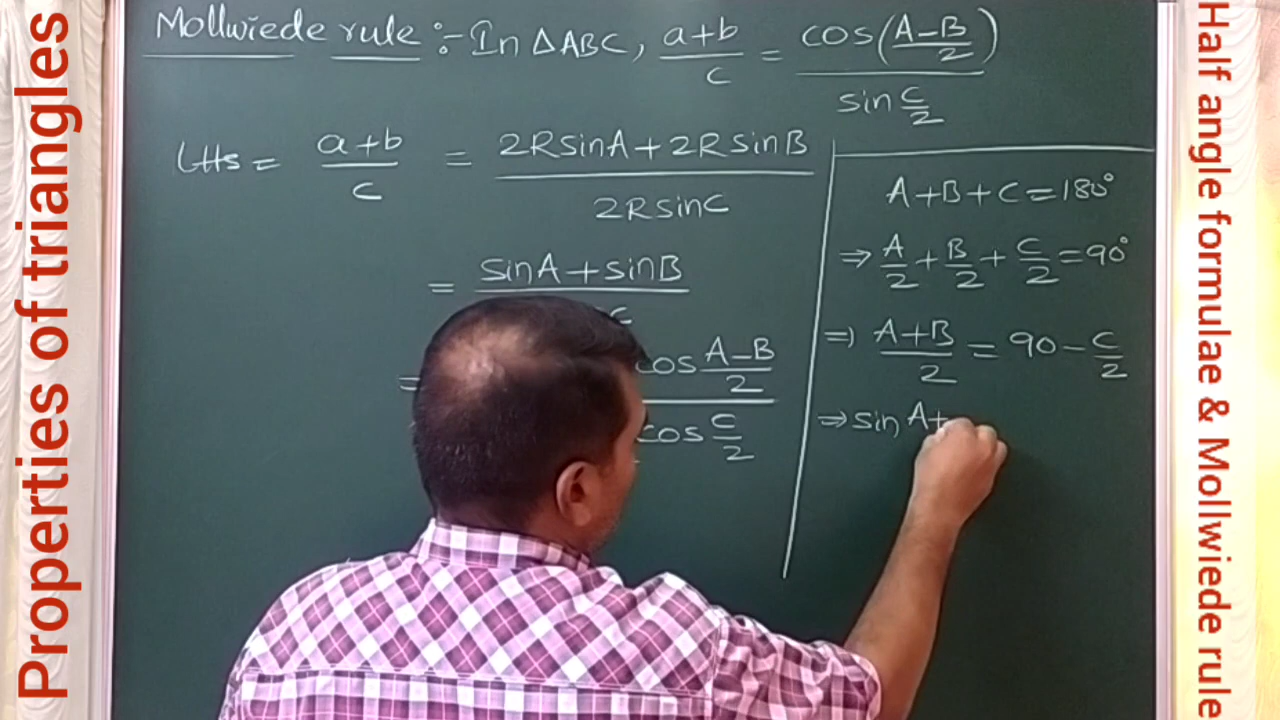 Properties of triangles
Mollwiede rule :- In △ABC, (a+b)/c = cos((A-B)/2)/sin C/2
LHS = (a+b)/c = (2R sinA + 2R sinB)/(2R sinC)
= (sinA + sinB)/ C
= cos (A-B)/2 / cos C/2
A+B+C = 180°
⇒ A/2 + B/2 + C/2 = 90°
⇒ (A+B)/2 = 90 - C/2
⇒ sin A+
Half angle formulae & Mollwiede rule